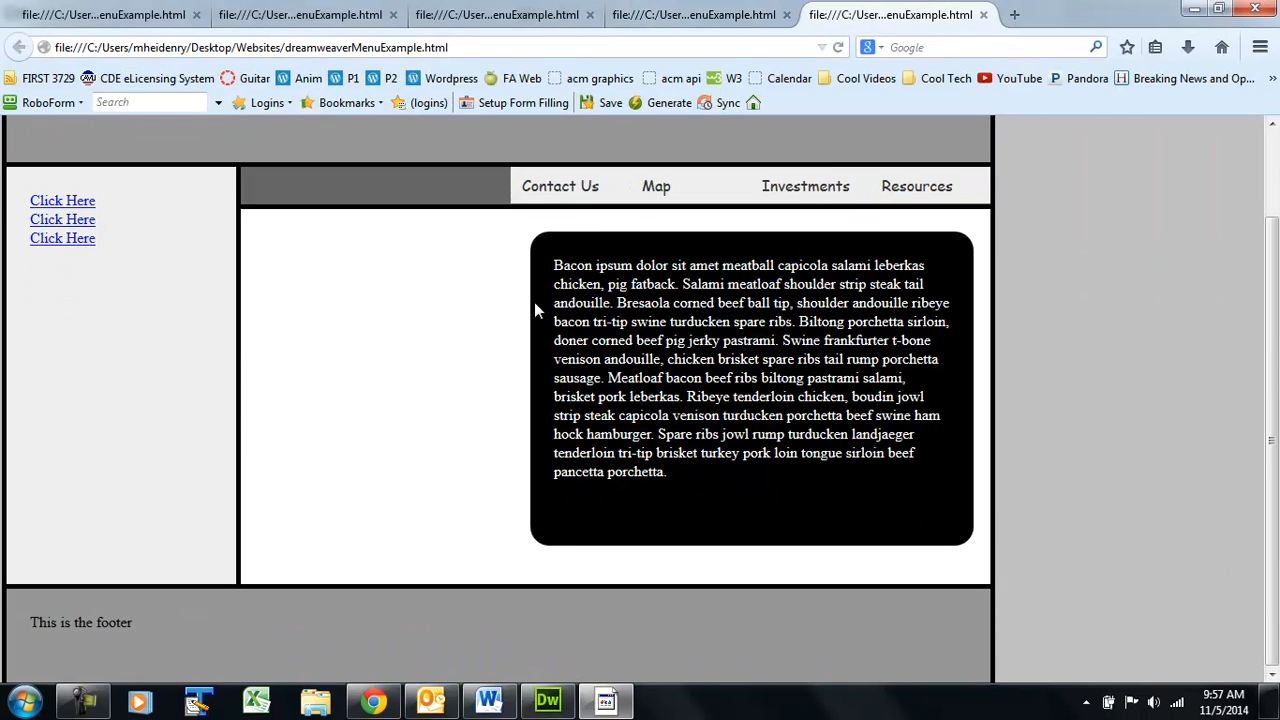 file:///C:/User...enuExample.html
file:///C:/User...enuExample.html
file:///C:/User...enuExample.html
file:///C:/User...enuExample.html
file:///C:/User...enuExample.html
file:///C:/Users/mheidenry/Desktop/Websites/dreamweaverMenuExample.html
Google
FIRST 3729 CDE eLicensing System Guitar Anim P1 P2 Wordpress FA Web acm graphics acm api W3 Calendar Cool Videos Cool Tech YouTube Pandora Breaking News and Op...
RoboForm Search Logins Bookmarks (logins) Setup Form Filling Save Generate Sync
Contact Us Map Investments Resources
Click Here
Click Here
Click Here
Bacon ipsum dolor sit amet meatball capicola salami leberkas
chicken, pig fatback. Salami meatloaf shoulder strip steak tail
andouille. Bresaola corned beef ball tip, shoulder andouille ribeye
bacon tri-tip swine turducken spare ribs. Biltong porchetta sirloin,
doner corned beef pig jerky pastrami. Swine frankfurter t-bone
venison andouille, chicken brisket spare ribs tail rump porchetta
sausage. Meatloaf bacon beef ribs biltong pastrami salami,
brisket pork leberkas. Ribeye tenderloin chicken, boudin jowl
strip steak capicola venison turducken porchetta beef swine ham
hock hamburger. Spare ribs jowl rump turducken landjaeger
tenderloin tri-tip brisket turkey pork loin tongue sirloin beef
pancetta porchetta.
This is the footer
9:57 AM
11/5/2014